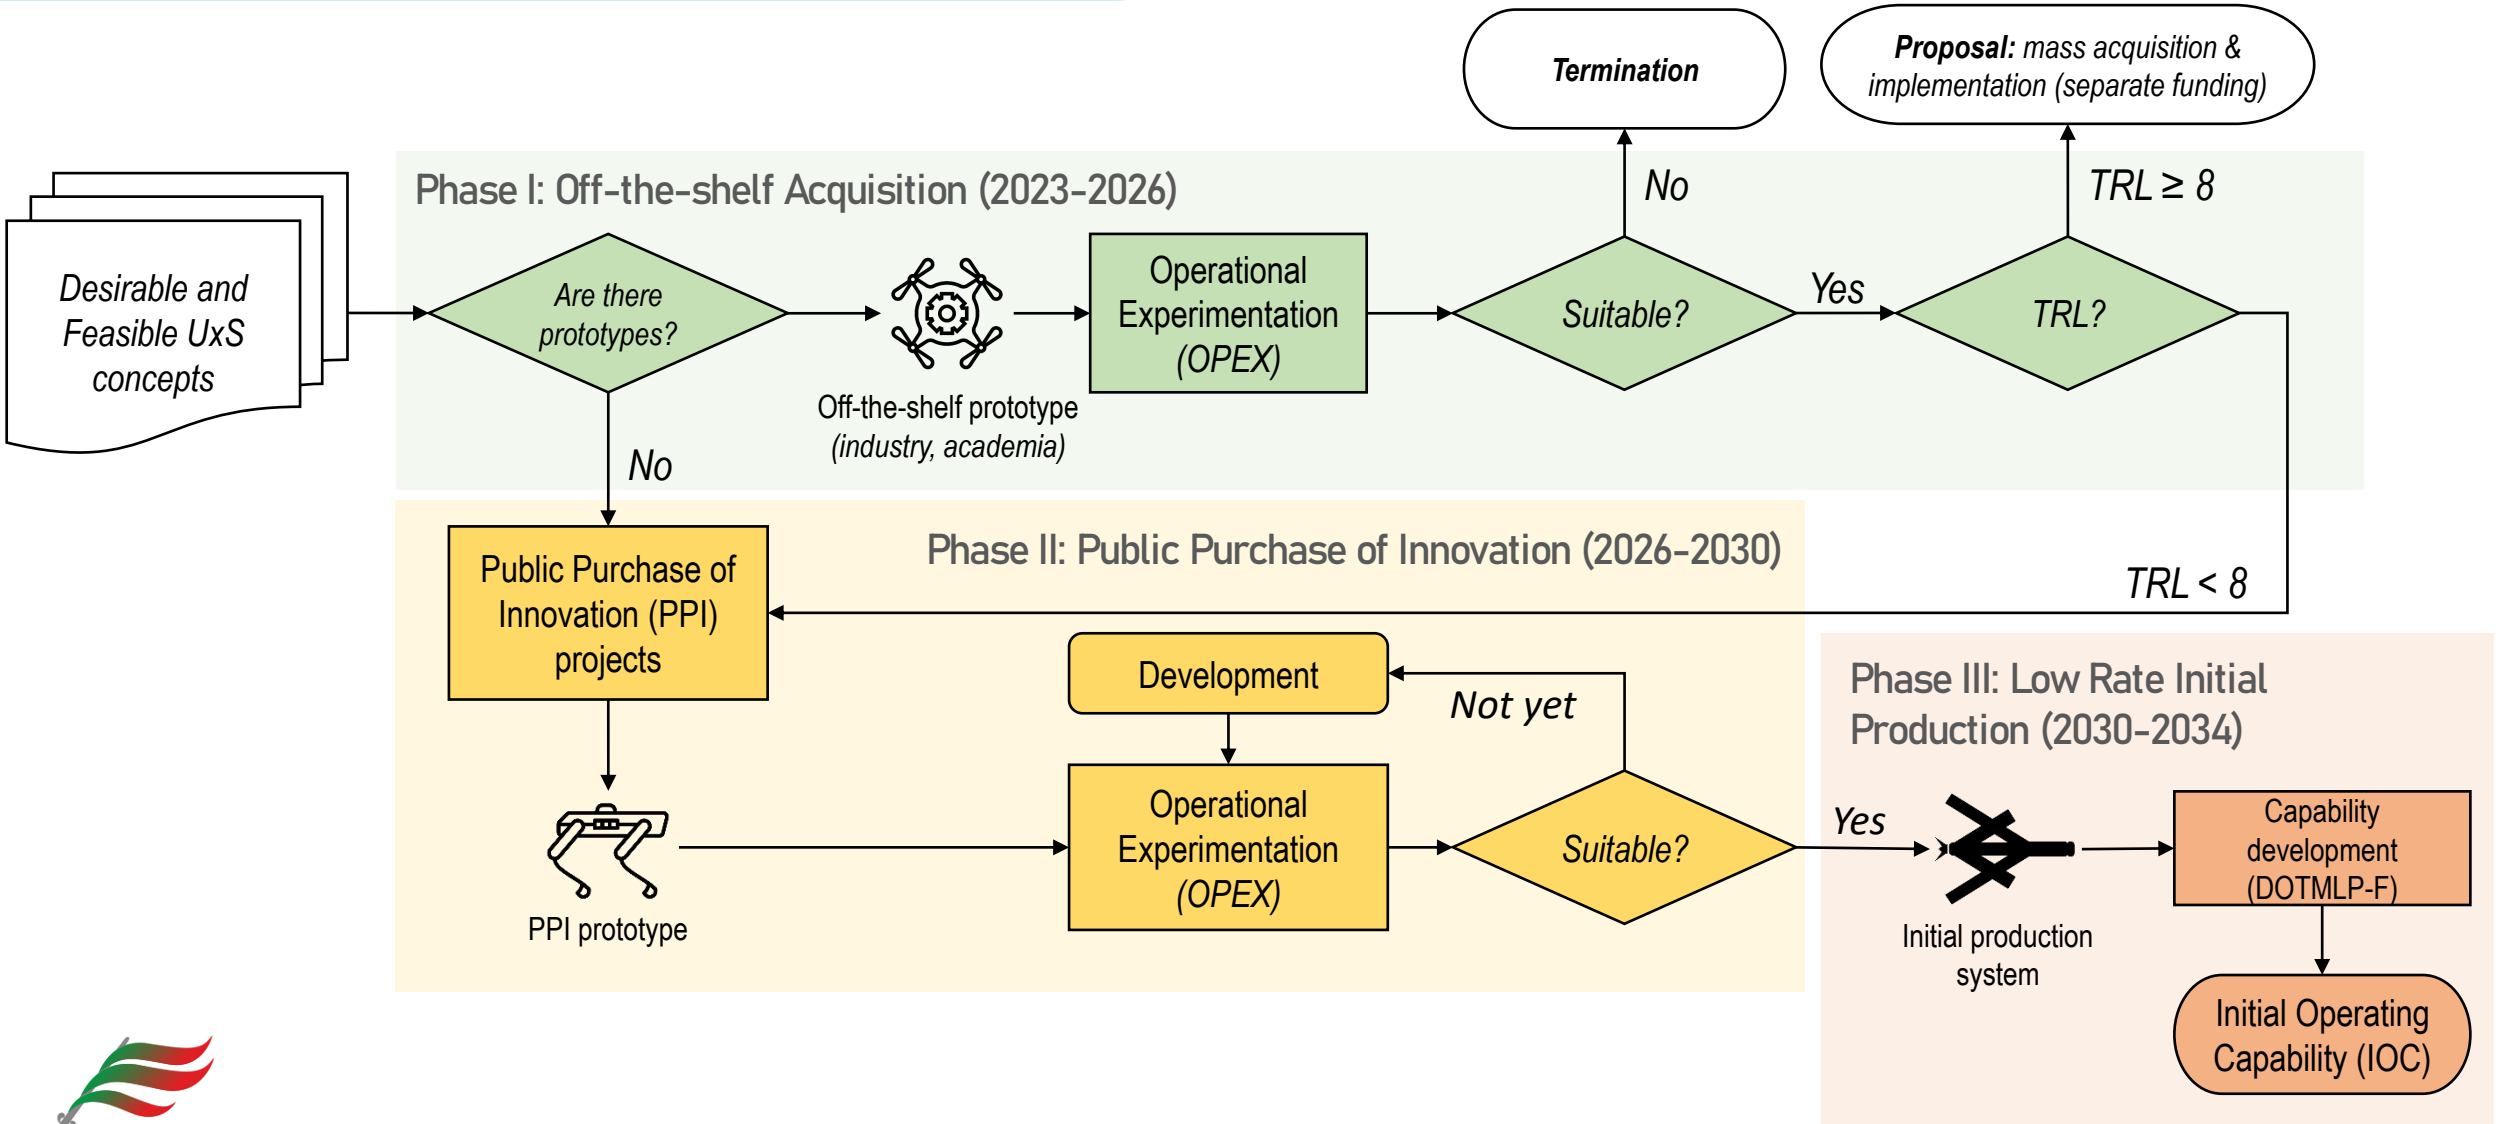 Termination
Proposal: mass acquisition &
implementation (separate funding)
Phase I: Off-the-shelf Acquisition (2023-2026)
No
TRL ≥ 8
Desirable and
Feasible UxS
concepts
Are there
prototypes?
Off-the-shelf prototype
(industry, academia)
Operational
Experimentation
(OPEX)
Suitable?
Yes
TRL?
No
Phase II: Public Purchase of Innovation (2026-2030)
TRL < 8
Public Purchase of
Innovation (PPI)
projects
Development
Not yet
PPI prototype
Operational
Experimentation
(OPEX)
Suitable?
Yes
Phase III: Low Rate Initial
Production (2030-2034)
Initial production
system
Capability
development
(DOTMLP-F)
Initial Operating
Capability (IOC)